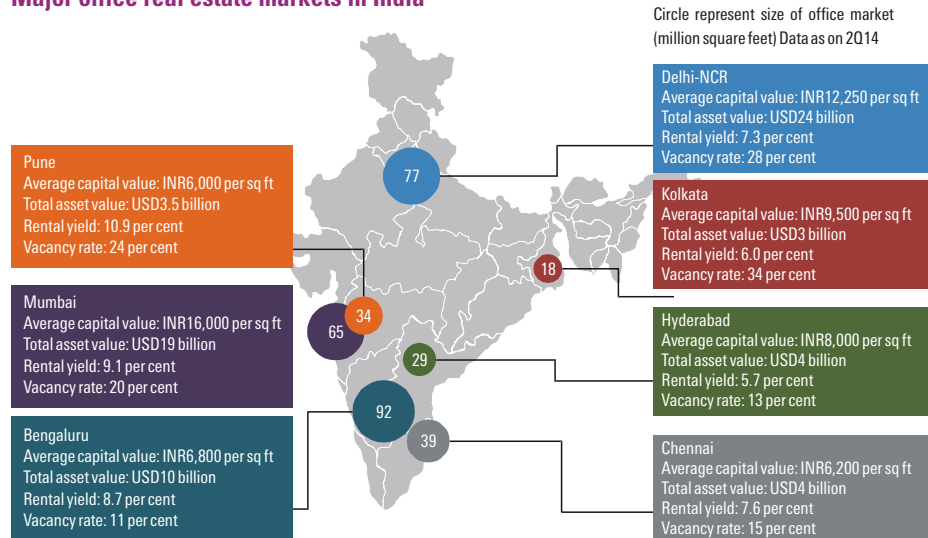 Major office real estate markets in India
Circle represent size of office market
(million square feet) Data as on 2Q14
Delhi-NCR
Average capital value: INR12,250 per sq ft
Total asset value: USD24 billion
Rental yield: 7.3 per cent
Vacancy rate: 28 per cent
77
Pune
Average capital value: INR6,000 per sq ft
Total asset value: USD3.5 billion
Rental yield: 10.9 per cent
Vacancy rate: 24 per cent
Kolkata
Average capital value: INR9,500 per sq ft
Total asset value: USD3 billion
Rental yield: 6.0 per cent
Vacancy rate: 34 per cent
18
Mumbai
Average capital value: INR16,000 per sq ft
Total asset value: USD19 billion
Rental yield: 9.1 per cent
Vacancy rate: 20 per cent
34
65
29
Hyderabad
Average capital value: INR8,000 per sq ft
Total asset value: USD4 billion
Rental yield: 5.7 per cent
Vacancy rate: 13 per cent
Bengaluru
Average capital value: INR6,800 per sq ft
Total asset value: USD10 billion
Rental yield: 8.7 per cent
Vacancy rate: 11 per cent
92
39
Chennai
Average capital value: INR6,200 per sq ft
Total asset value: USD4 billion
Rental yield: 7.6 per cent
Vacancy rate: 15 per cent